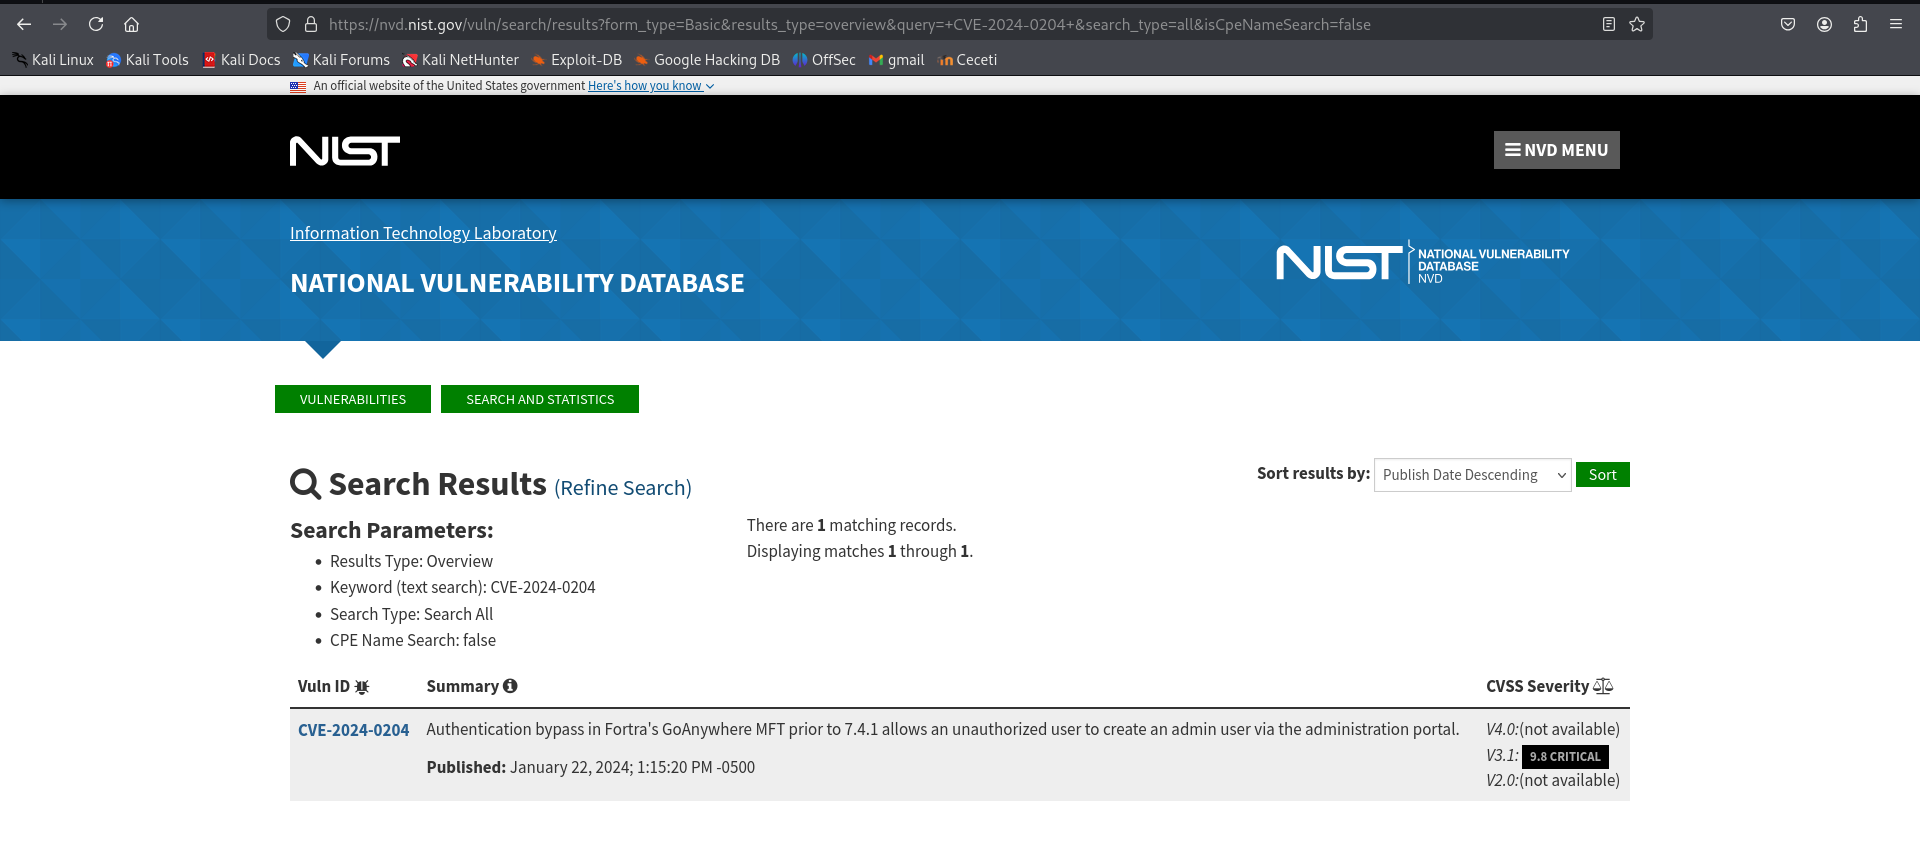 https://nvd.nist.gov/vuln/search/results?form_type=Basic&results_type=overview&query=+CVE-2024-0204+&search_type=all&isCpeNameSearch=false
Kali Linux Kali Tools Kali Docs Kali Forums Kali NetHunter Exploit-DB Google Hacking DB OffSec gmail Ceceti
An official website of the United States government Here's how you know
NIST
NVD MENU
Information Technology Laboratory
NATIONAL VULNERABILITY DATABASE
NIST
NATIONAL VULNERABILITY
DATABASE
NVD
VULNERABILITIES SEARCH AND STATISTICS
Search Results (Refine Search)
Sort results by: Publish Date Descending Sort
Search Parameters:
Results Type: Overview
Keyword (text search): CVE-2024-0204
Search Type: Search All
CPE Name Search: false
There are 1 matching records.
Displaying matches 1 through 1.
Vuln ID Summary CVSS Severity
CVE-2024-0204 Authentication bypass in Fortra's GoAnywhere MFT prior to 7.4.1 allows an unauthorized user to create an admin user via the administration portal.
Published: January 22, 2024; 1:15:20 PM -0500
V4.0:(not available)
V3.1: 9.8 CRITICAL
V2.0:(not available)